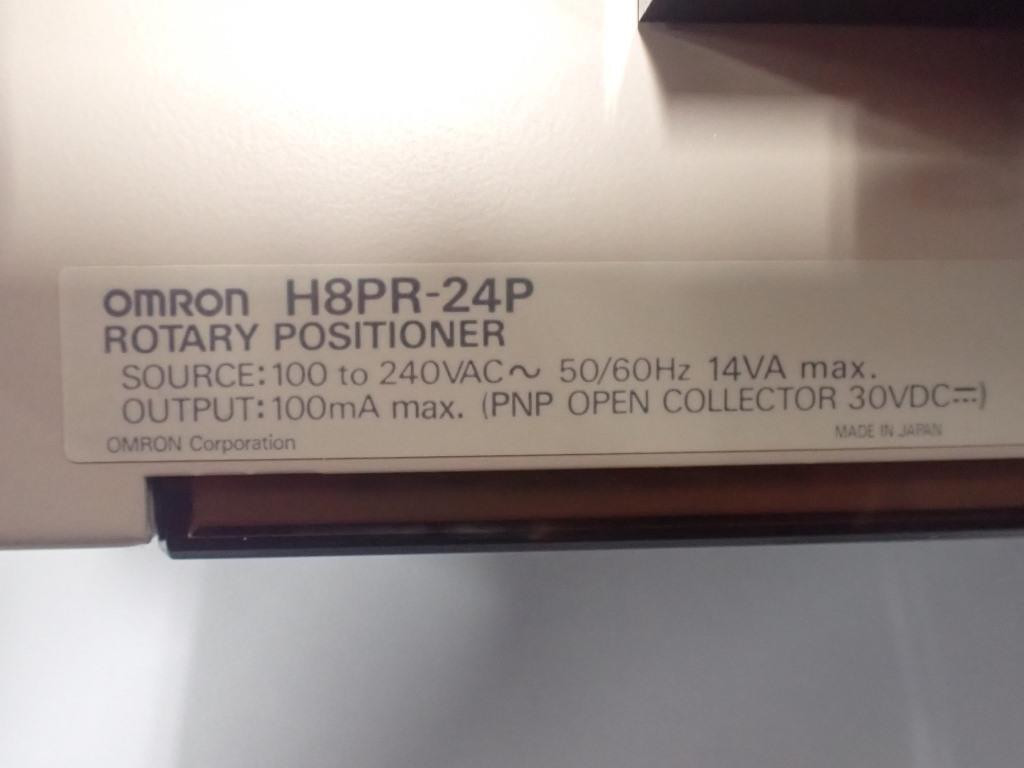 OMRON H8PR-24P
ROTARY POSITIONER
SOURCE: 100 to 240VAC~ 50/60Hz 14VA max.
OUTPUT: 100mA max. (PNP OPEN COLLECTOR 30VDC⎓)
OMRON Corporation MADE IN JAPAN